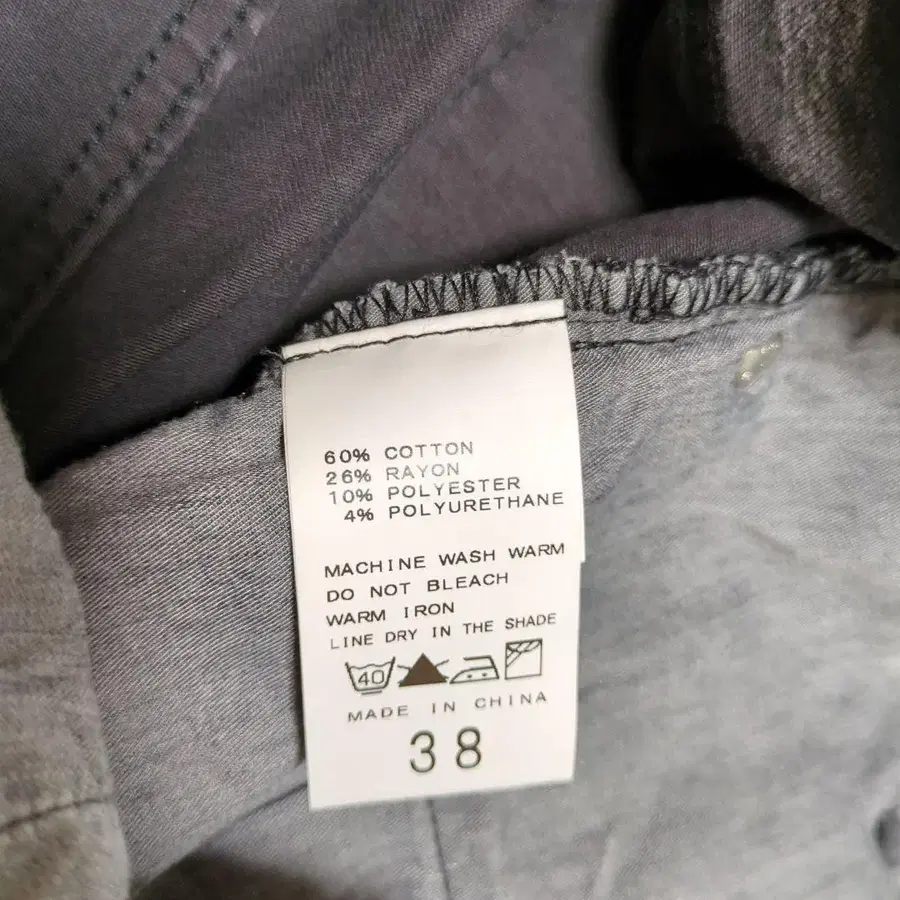 60% COTTON
26% RAYON
10% POLYESTER
4% POLYURETHANE
MACHINE WASH WARM
DO NOT BLEACH
WARM IRON
LINE DRY IN THE SHADE
40
MADE IN CHINA
38